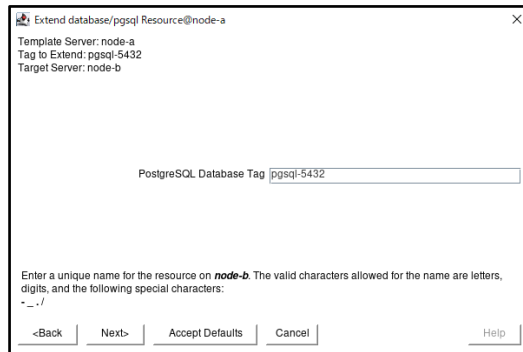 Extend database/pgsql Resource@node-a
Template Server: node-a
Tag to Extend: pgsql-5432
Target Server: node-b
PostgreSQL Database Tag pgsql-5432
Enter a unique name for the resource on node-b. The valid characters allowed for the name are letters,
digits, and the following special characters:
- _ . /
<Back Next> Accept Defaults Cancel Help